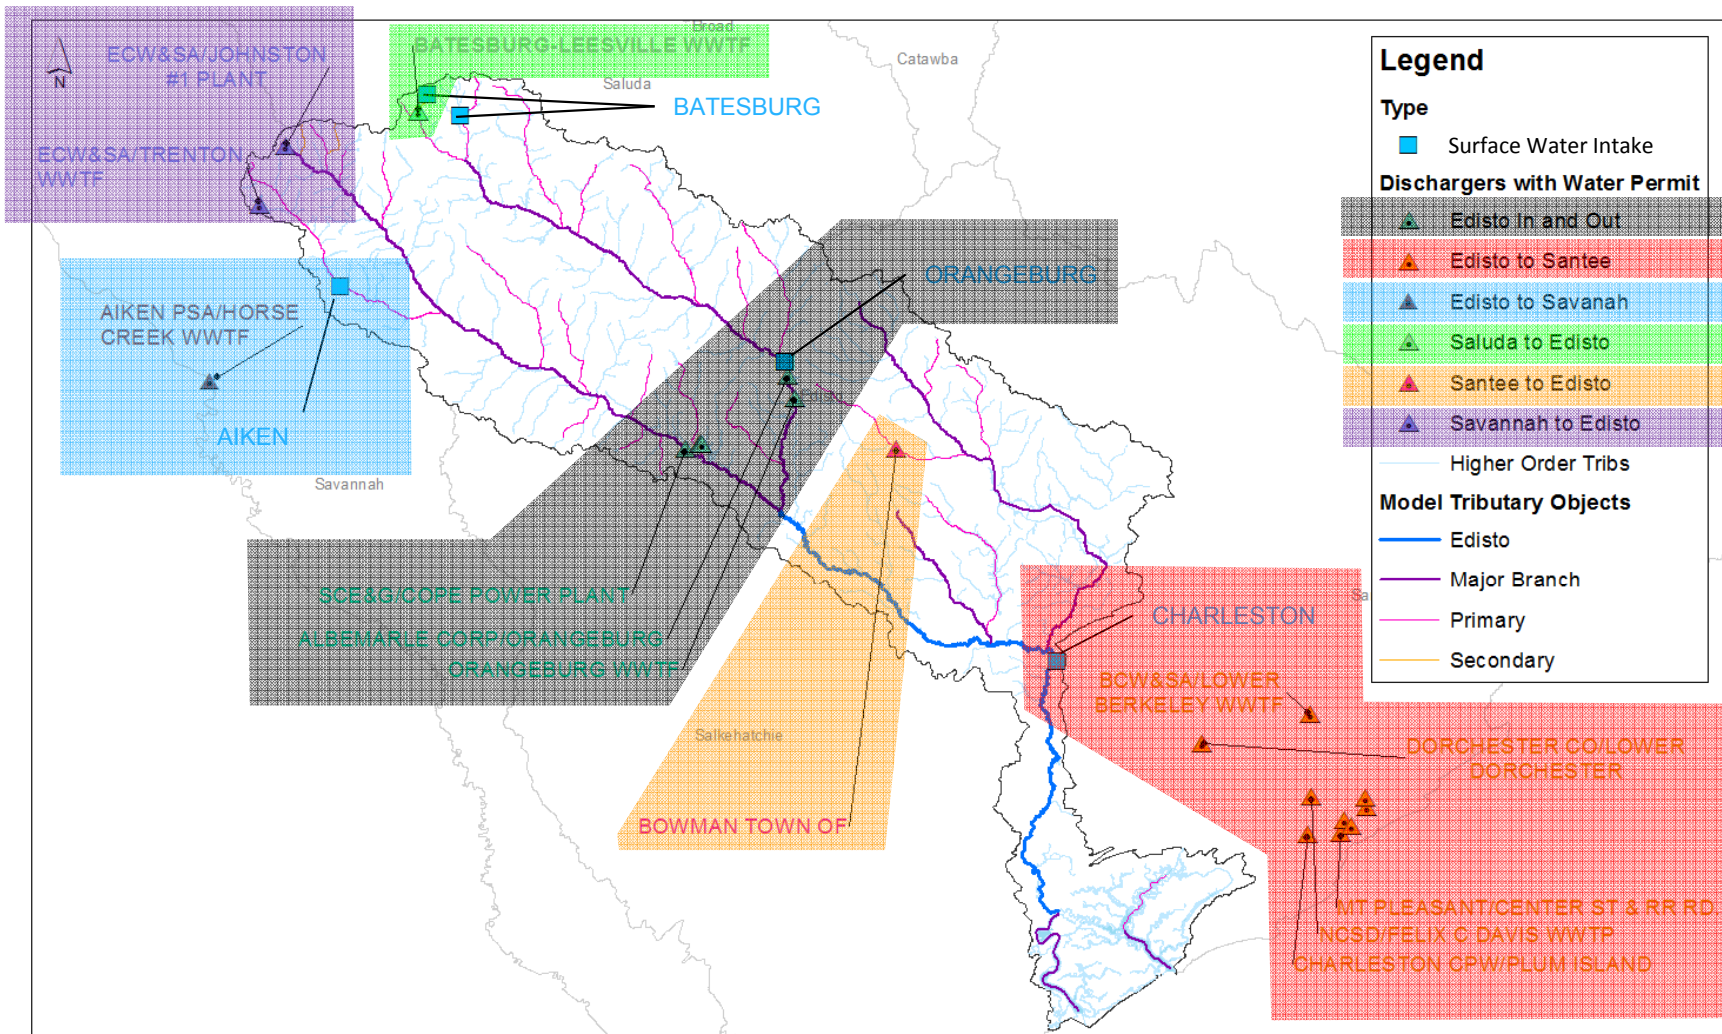 Broad
ECW&SA/JOHNSTON
#1 PLANT
BATESBURG-LEESVILLE WWTF
Catawba
Saluda
N
BATESBURG
ECW&SA/TRENTON
WWTF
ORANGEBURG
AIKEN PSA/HORSE
CREEK WWTF
AIKEN
Savannah
SCE&G/COPE POWER PLANT
ALBEMARLE CORP/ORANGEBURG
ORANGEBURG WWTF
CHARLESTON
BCW&SA/LOWER
BERKELEY WWTF
Salkehatchie
DORCHESTER CO/LOWER
DORCHESTER
BOWMAN TOWN OF
MT PLEASANT/CENTER ST & RR RD
NCSD/FELIX C DAVIS WWTP
CHARLESTON CPW/PLUM ISLAND
Legend
Type
Surface Water Intake
Dischargers with Water Permit
Edisto In and Out
Edisto to Santee
Edisto to Savanah
Saluda to Edisto
Santee to Edisto
Savannah to Edisto
Higher Order Tribs
Model Tributary Objects
Edisto
Major Branch
Primary
Secondary